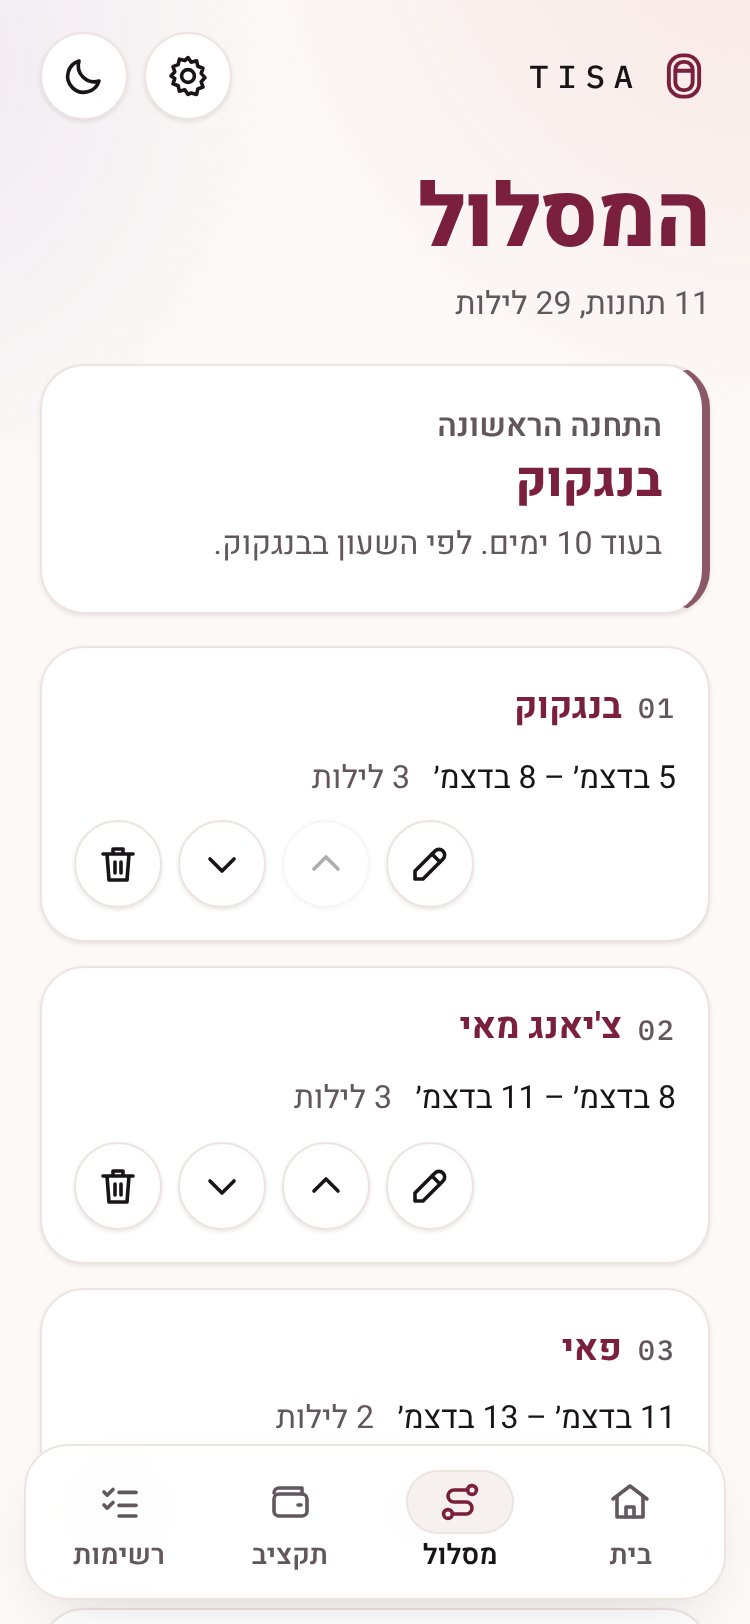 TISA
המסלול
11 תחנות, 29 לילות
התחנה הראשונה
בנגקוק
בעוד 10 ימים. לפי השעון בבנגקוק.
01 בנגקוק
5 בדצמ׳ – 8 בדצמ׳ 3 לילות
02 צ'יאנג מאי
8 בדצמ׳ – 11 בדצמ׳ 3 לילות
03 פאי
11 בדצמ׳ – 13 בדצמ׳ 2 לילות
בית מסלול תקציב רשימות